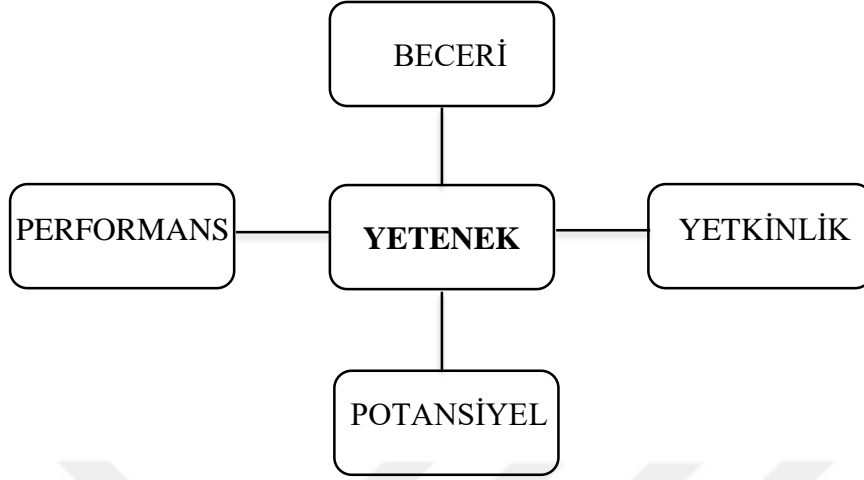 BECERİ
PERFORMANS
YETENEK
YETKİNLİK
POTANSİYEL